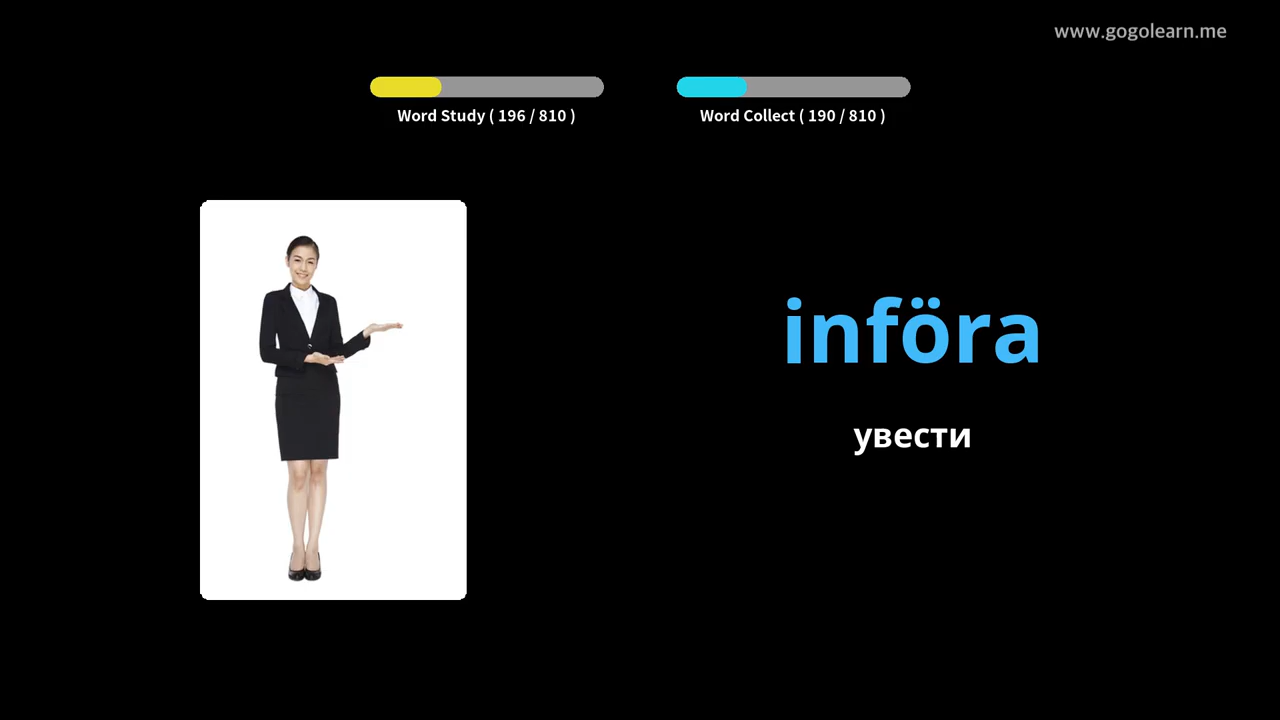 www.gogolearn.me
Word Study ( 196 / 810 )
Word Collect ( 190 / 810 )
införa
увести